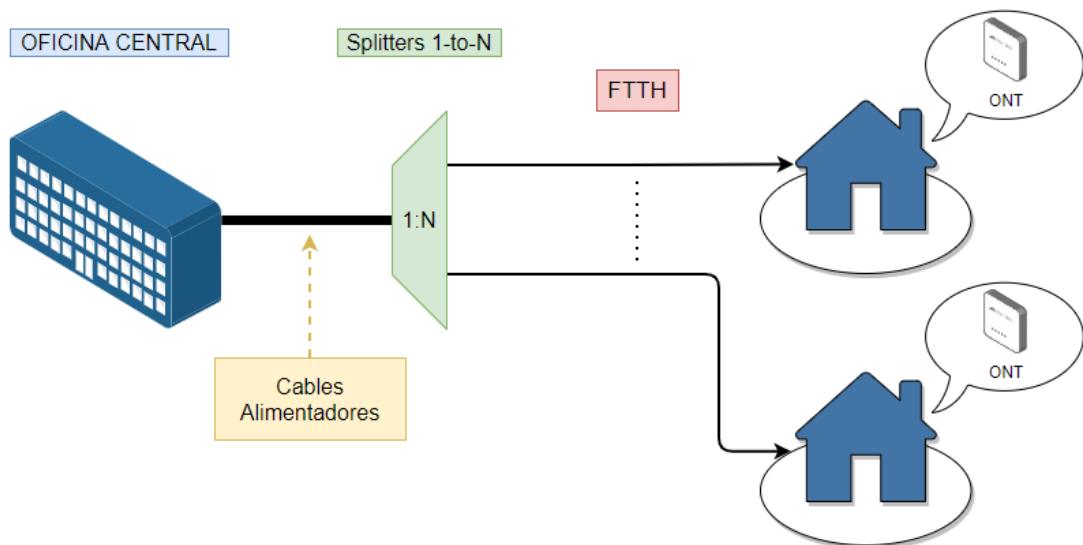 OFICINA CENTRAL
Splitters 1-to-N
FTTH
ONT
1:N
Cables
Alimentadores
ONT